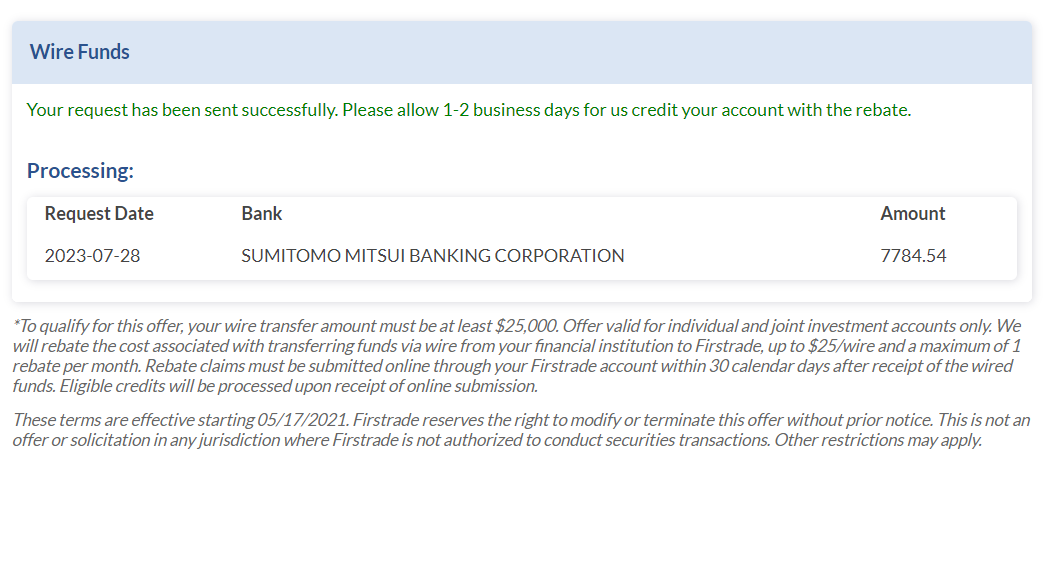 Wire Funds
Your request has been sent successfully. Please allow 1-2 business days for us credit your account with the rebate.
Processing:
Request Date Bank Amount
2023-07-28 SUMITOMO MITSUI BANKING CORPORATION 7784.54
*To qualify for this offer, your wire transfer amount must be at least $25,000. Offer valid for individual and joint investment accounts only. We
will rebate the cost associated with transferring funds via wire from your financial institution to Firstrade, up to $25/wire and a maximum of 1
rebate per month. Rebate claims must be submitted online through your Firstrade account within 30 calendar days after receipt of the wired
funds. Eligible credits will be processed upon receipt of online submission.
These terms are effective starting 05/17/2021. Firstrade reserves the right to modify or terminate this offer without prior notice. This is not an
offer or solicitation in any jurisdiction where Firstrade is not authorized to conduct securities transactions. Other restrictions may apply.